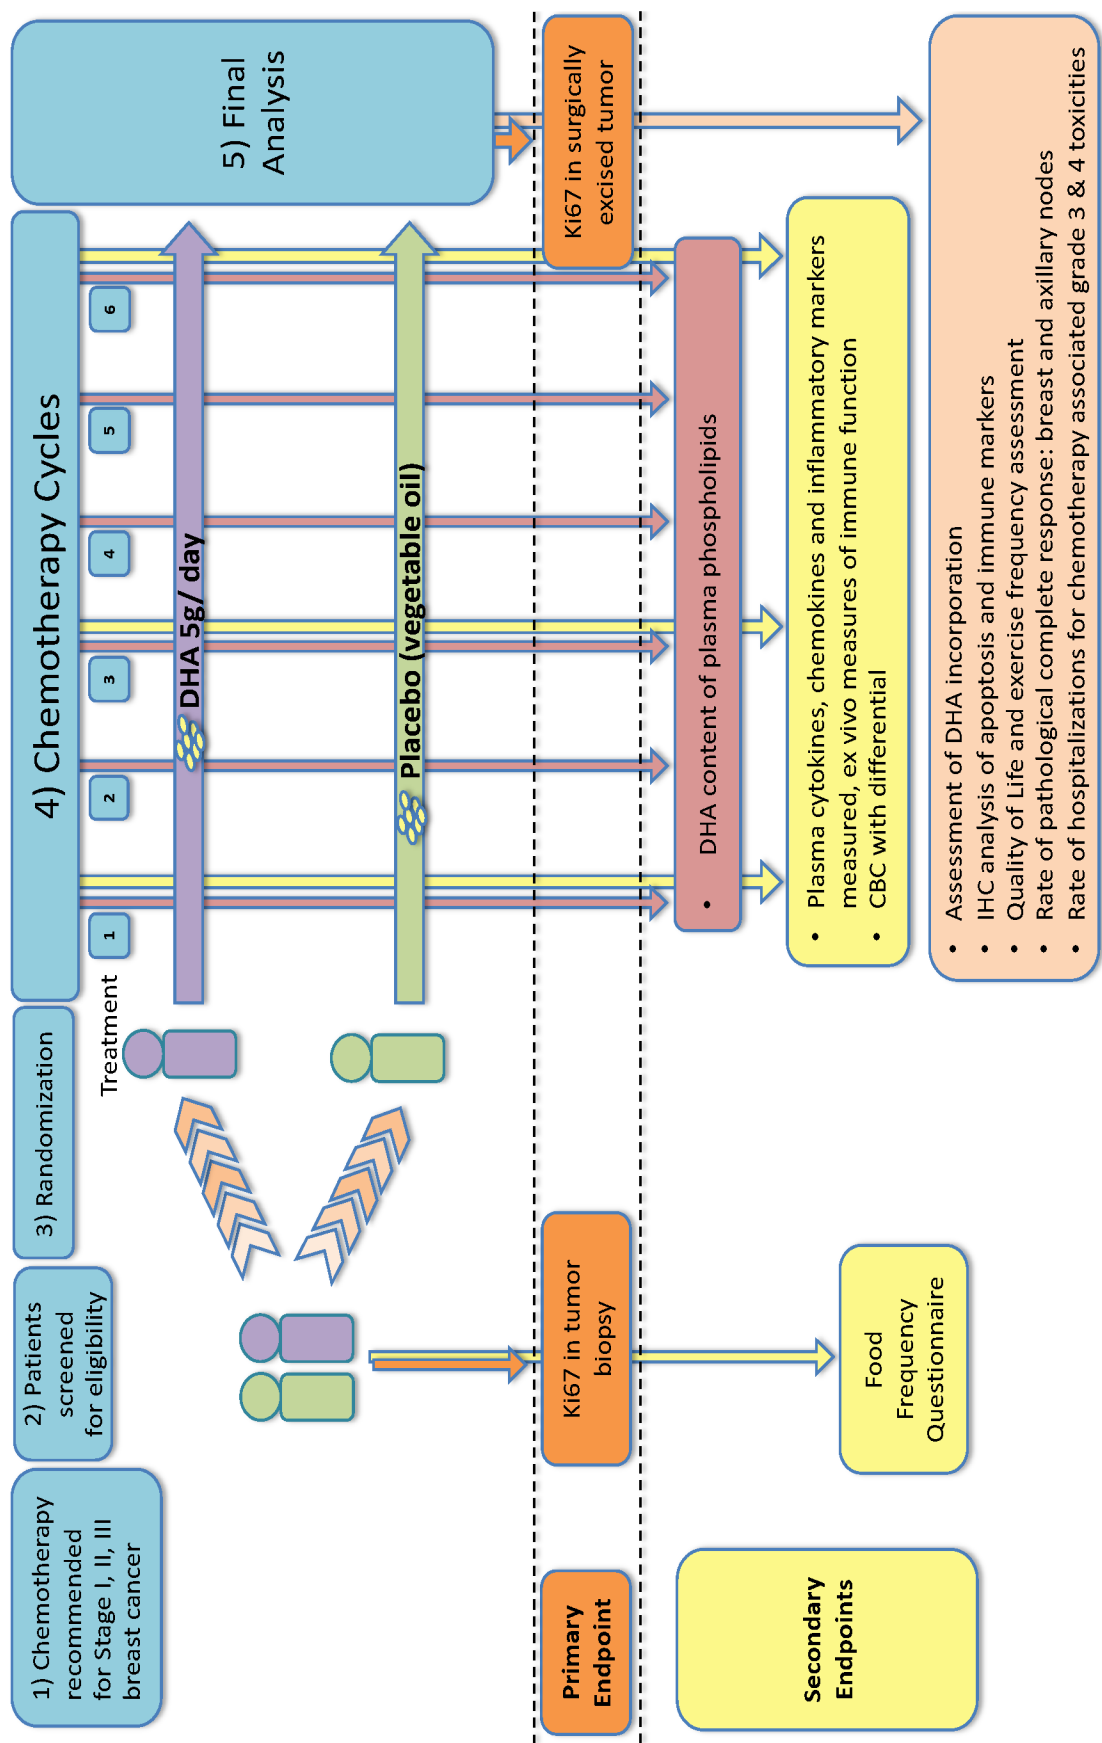 1) Chemotherapy
recommended
for Stage I, II, III
breast cancer
2) Patients
screened
for eligibility
3) Randomization
4) Chemotherapy Cycles
5) Final
Analysis
Treatment
1
2
3
4
5
6
DHA 5g/ day
Placebo (vegetable oil)
Primary
Endpoint
Ki67 in tumor
biopsy
Ki67 in surgically
excised tumor
Secondary
Endpoints
Food
Frequency
Questionnaire
• DHA content of plasma phospholipids
• Plasma cytokines, chemokines and inflammatory markers
measured, ex vivo measures of immune function
• CBC with differential
• Assessment of DHA incorporation
• IHC analysis of apoptosis and immune markers
• Quality of Life and exercise frequency assessment
• Rate of pathological complete response: breast and axillary nodes
• Rate of hospitalizations for chemotherapy associated grade 3 & 4 toxicities